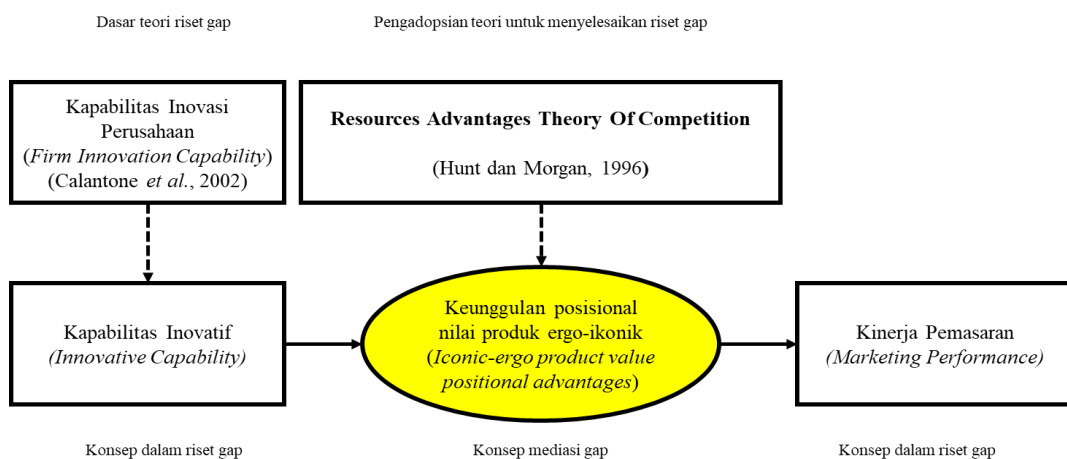 Dasar teori riset gap
Pengadopsian teori untuk menyelesaikan riset gap
Kapabilitas Inovasi
Perusahaan
(Firm Innovation Capability)
(Calantone et al., 2002)
Resources Advantages Theory Of Competition
(Hunt dan Morgan, 1996)
Kapabilitas Inovatif
(Innovative Capability)
Keunggulan posisional
nilai produk ergo-ikonik
(Iconic-ergo product value
positional advantages)
Kinerja Pemasaran
(Marketing Performance)
Konsep dalam riset gap
Konsep mediasi gap
Konsep dalam riset gap